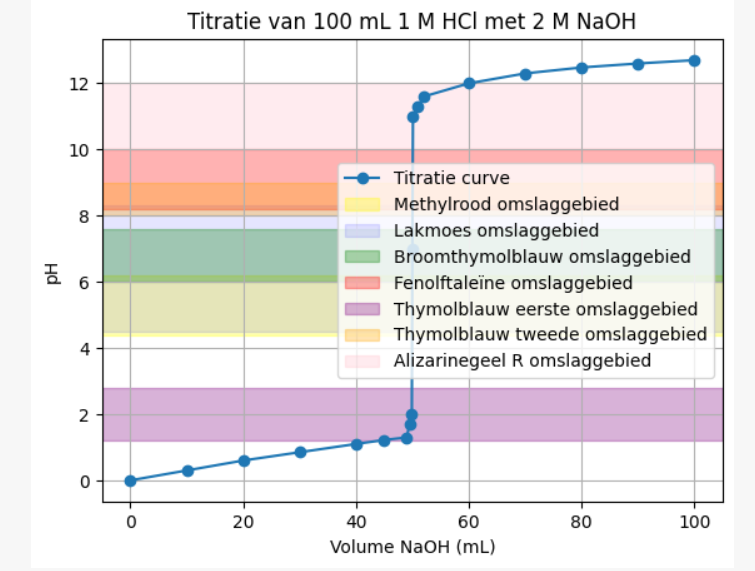 Titratie van 100 mL 1 M HCl met 2 M NaOH
pH
12
10
8
6
4
2
0
Titratie curve
Methylrood omslaggebied
Lakmoes omslaggebied
Broomthymolblauw omslaggebied
Fenolftaleïne omslaggebied
Thymolblauw eerste omslaggebied
Thymolblauw tweede omslaggebied
Alizarinegeel R omslaggebied
0 20 40 60 80 100
Volume NaOH (mL)